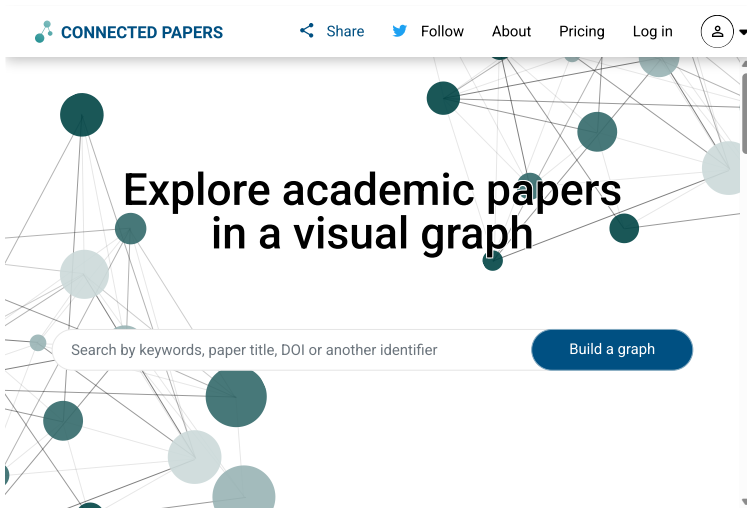 CONNECTED PAPERS Share Follow About Pricing Log in
Explore academic papers
in a visual graph
Search by keywords, paper title, DOI or another identifier Build a graph